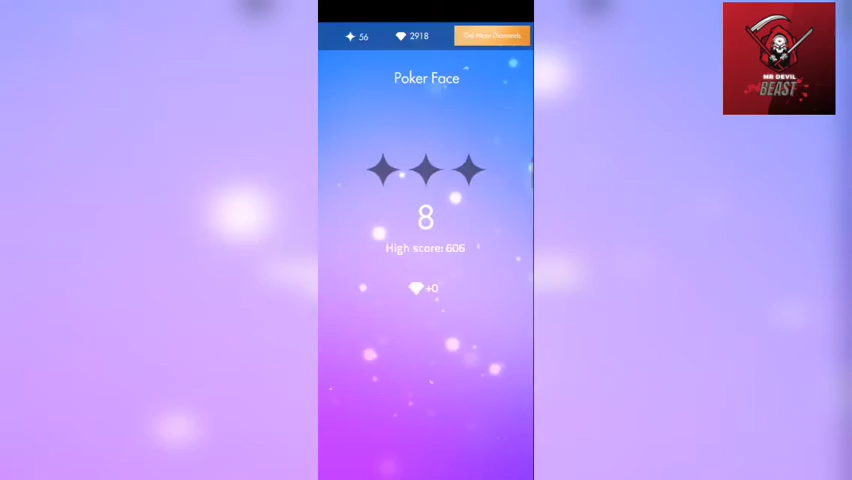 56
2918
Get More Diamonds
Poker Face
8
High score: 606
+0
MR DEVIL
BEAST